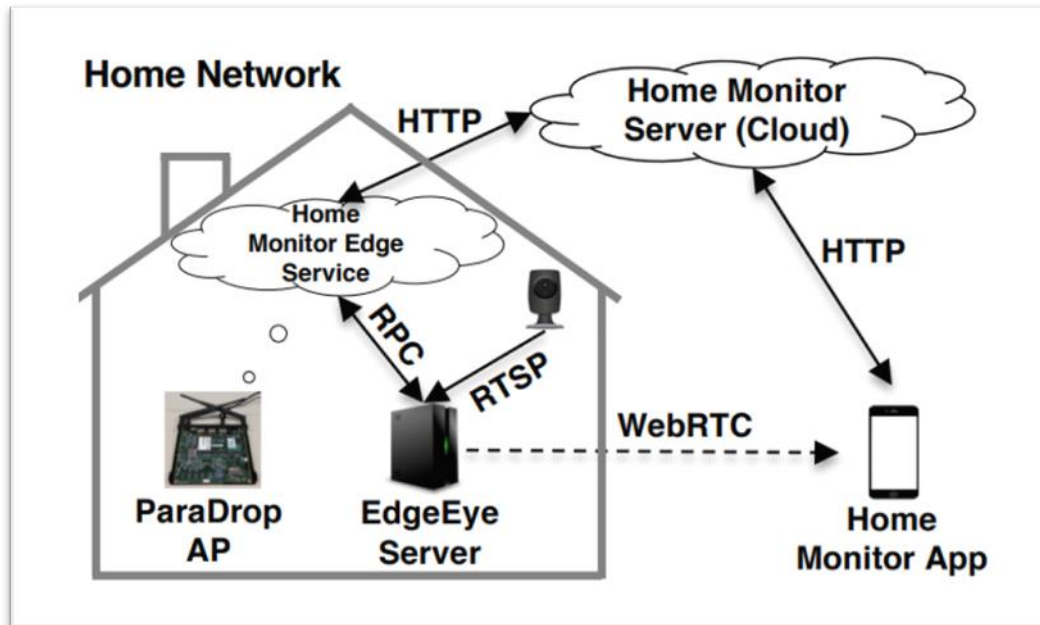 Home Network
HTTP
Home Monitor
Server (Cloud)
Home
Monitor Edge
Service
HTTP
RPC
RTSP
WebRTC
ParaDrop
AP
EdgeEye
Server
Home
Monitor App